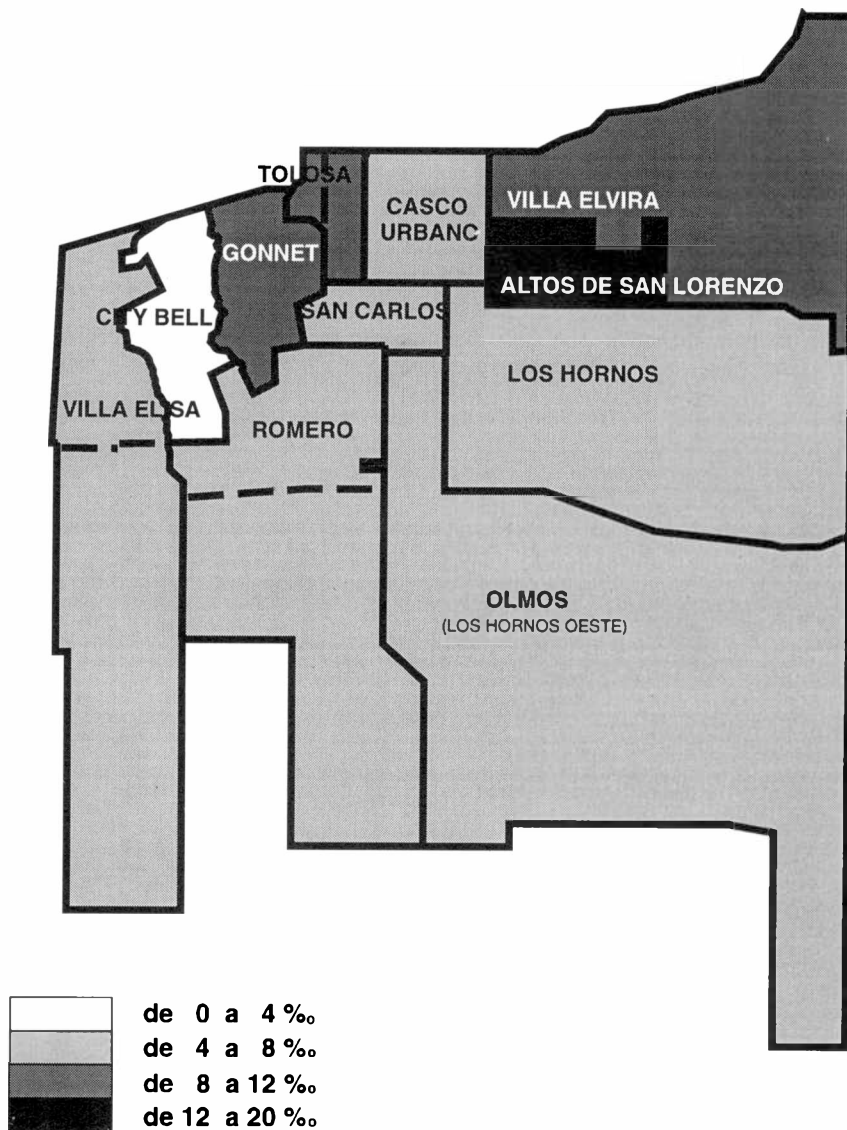 TOLOSA
CASCO
URBANC
VILLA ELVIRA
GONNET
ALTOS DE SAN LORENZO
SAN CARLOS
CITY BELL
LOS HORNOS
VILLA ELISA
ROMERO
OLMOS
(LOS HORNOS OESTE)
de 0 a 4 ‰
de 4 a 8 ‰
de 8 a 12 ‰
de 12 a 20 ‰